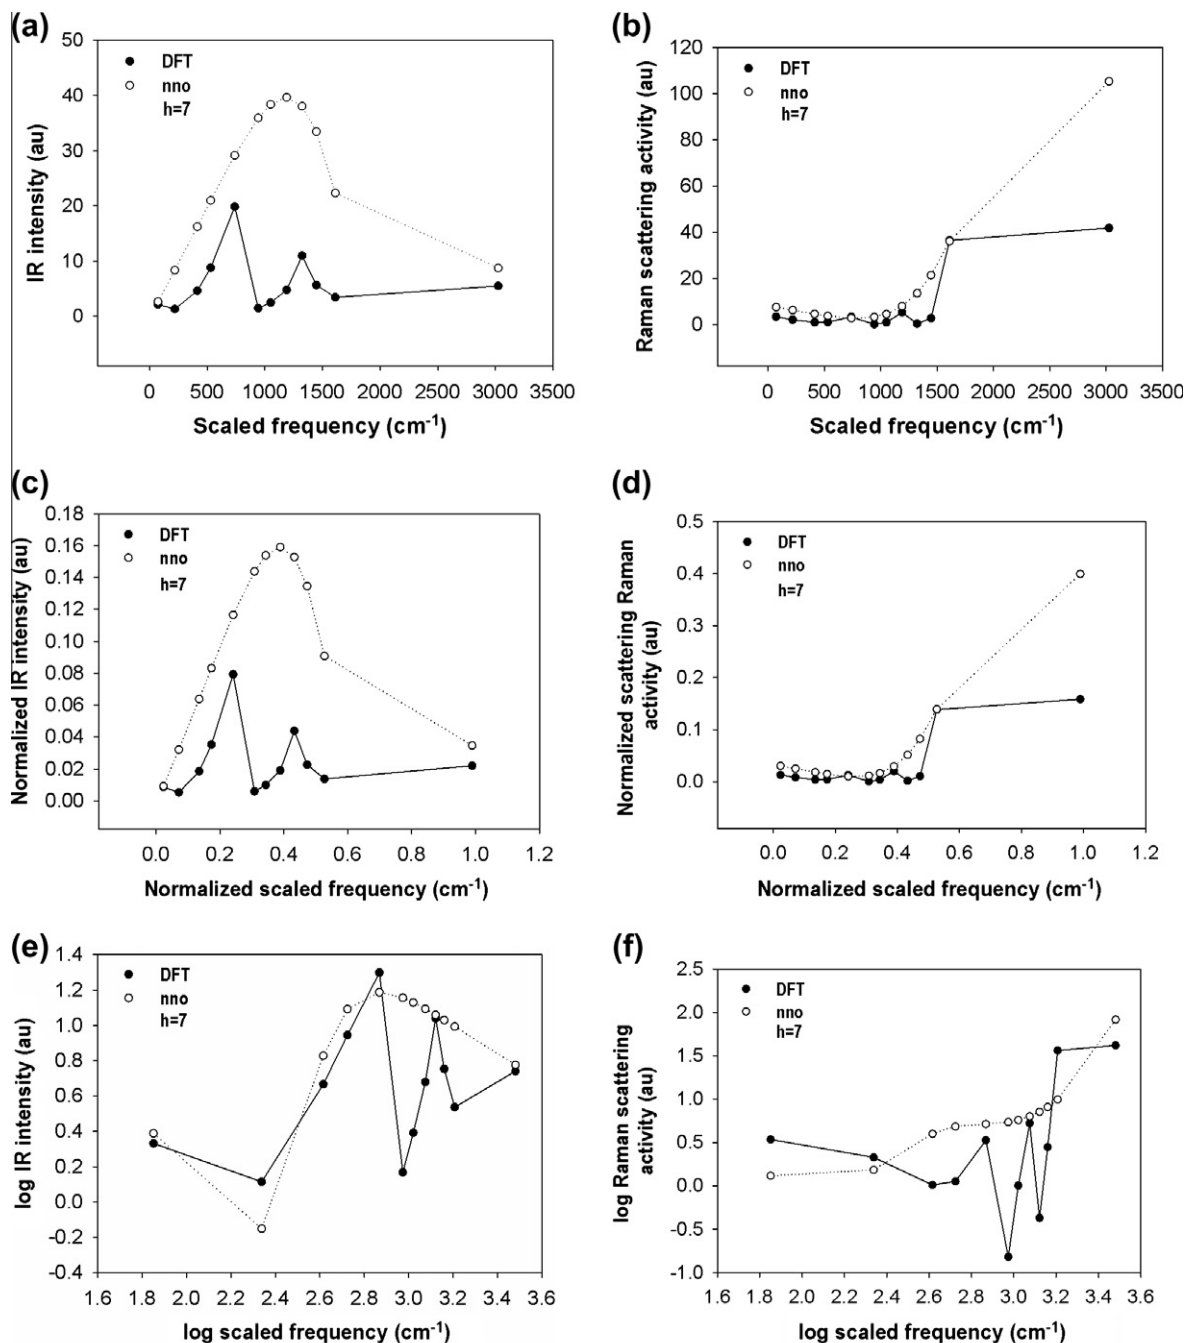 (a)
50
40
30
20
10
0
IR intensity (au)
DFT
nno
h=7
0 500 1000 1500 2000 2500 3000 3500
Scaled frequency (cm⁻¹)
(b)
120
100
80
60
40
20
0
Raman scattering activity (au)
DFT
nno
h=7
0 500 1000 1500 2000 2500 3000 3500
Scaled frequency (cm⁻¹)
(c)
0.18
0.16
0.14
0.12
0.10
0.08
0.06
0.04
0.02
0.00
Normalized IR intensity (au)
DFT
nno
h=7
0.0 0.2 0.4 0.6 0.8 1.0 1.2
Normalized scaled frequency (cm⁻¹)
(d)
0.5
0.4
0.3
0.2
0.1
0.0
Normalized scattering Raman
activity (au)
DFT
nno
h=7
0.0 0.2 0.4 0.6 0.8 1.0 1.2
Normalized scaled frequency (cm⁻¹)
(e)
1.4
1.2
1.0
0.8
0.6
0.4
0.2
0.0
-0.2
-0.4
log IR intensity (au)
DFT
nno
h=7
1.6 1.8 2.0 2.2 2.4 2.6 2.8 3.0 3.2 3.4 3.6
log scaled frequency (cm⁻¹)
(f)
2.5
2.0
1.5
1.0
0.5
0.0
-0.5
-1.0
log Raman scattering
activity (au)
DFT
nno
h=7
1.6 1.8 2.0 2.2 2.4 2.6 2.8 3.0 3.2 3.4 3.6
log scaled frequency (cm⁻¹)